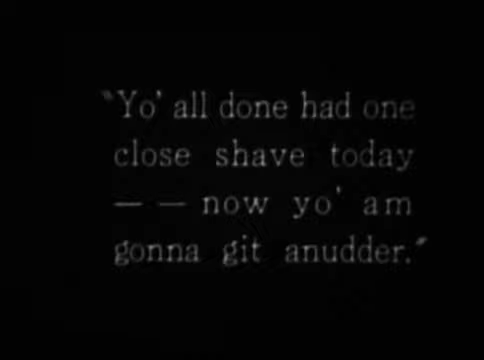 "Yo' all done had one
close shave today
— — now yo' am
gonna git anudder."